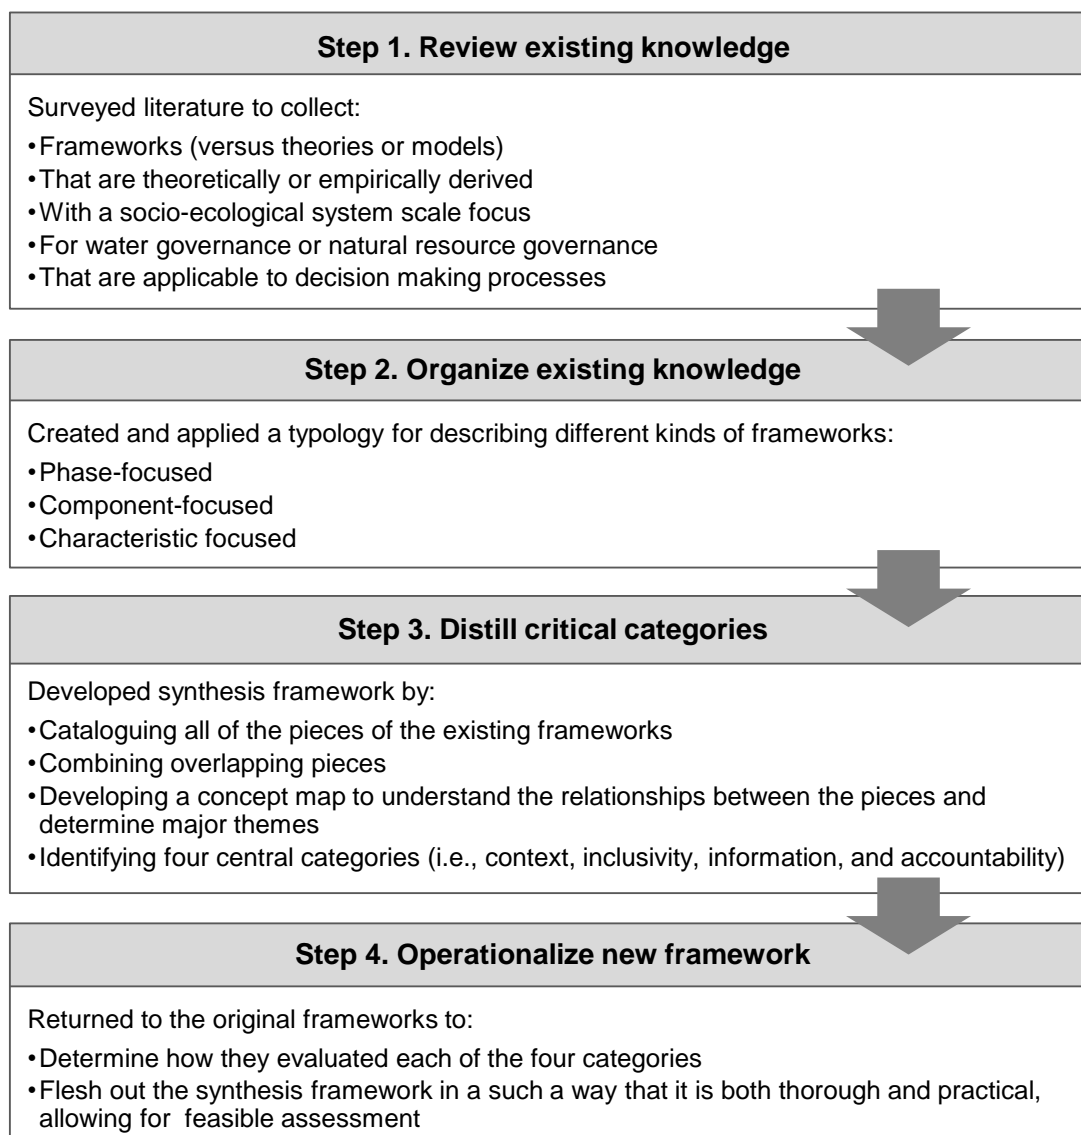 Step 1. Review existing knowledge
Surveyed literature to collect:
•Frameworks (versus theories or models)
•That are theoretically or empirically derived
•With a socio-ecological system scale focus
•For water governance or natural resource governance
•That are applicable to decision making processes
Step 2. Organize existing knowledge
Created and applied a typology for describing different kinds of frameworks:
•Phase-focused
•Component-focused
•Characteristic focused
Step 3. Distill critical categories
Developed synthesis framework by:
•Cataloguing all of the pieces of the existing frameworks
•Combining overlapping pieces
•Developing a concept map to understand the relationships between the pieces and
determine major themes
•Identifying four central categories (i.e., context, inclusivity, information, and accountability)
Step 4. Operationalize new framework
Returned to the original frameworks to:
•Determine how they evaluated each of the four categories
•Flesh out the synthesis framework in a such a way that it is both thorough and practical,
allowing for feasible assessment